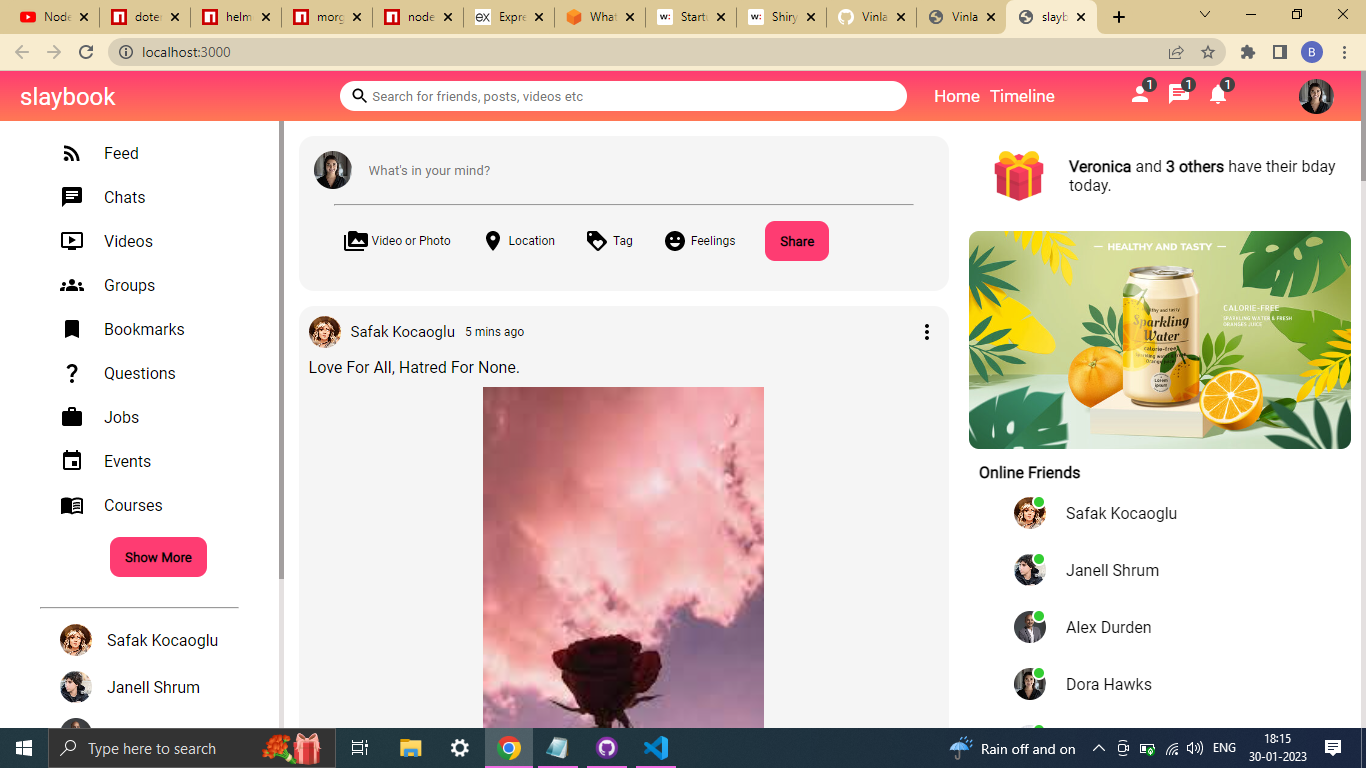 Node
dote
helm
morg
node
ex Expre
What
w: Start
w: Shiry
Vinla
Vinla
slayb
localhost:3000
B
slaybook
Search for friends, posts, videos etc
Home Timeline
1 1 1
Feed
Chats
Videos
Groups
Bookmarks
Questions
Jobs
Events
Courses
Show More
Safak Kocaoglu
Janell Shrum
What's in your mind?
Video or Photo Location Tag Feelings Share
Safak Kocaoglu 5 mins ago
Love For All, Hatred For None.
Veronica and 3 others have their bday
today.
— HEALTHY AND TASTY —
Sparkling
Water
calorie-free
CALORIE-FREE
SPARKLING WATER & FRESH
ORANGES JUICE
Online Friends
Safak Kocaoglu
Janell Shrum
Alex Durden
Dora Hawks
Type here to search
Rain off and on
ENG
18:15
30-01-2023